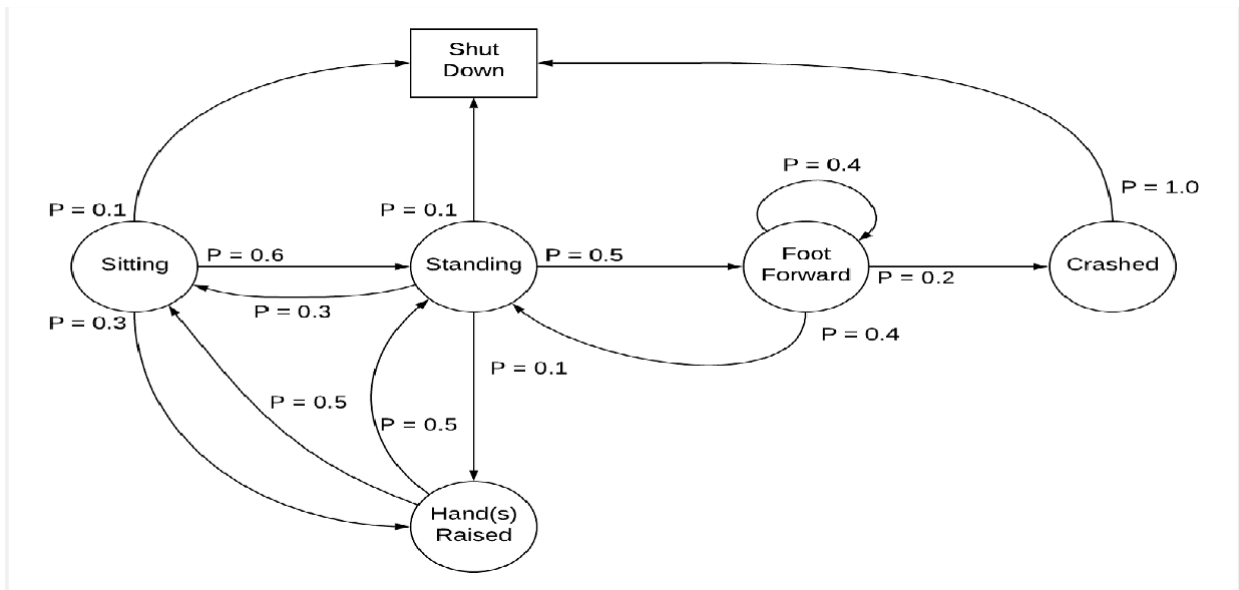 Shut
Down
P = 0.4
P = 1.0
P = 0.1
P = 0.1
Sitting
P = 0.6
Standing
P = 0.5
Foot
Forward
P = 0.2
Crashed
P = 0.3
P = 0.3
P = 0.4
P = 0.1
P = 0.5
P = 0.5
Hand(s)
Raised